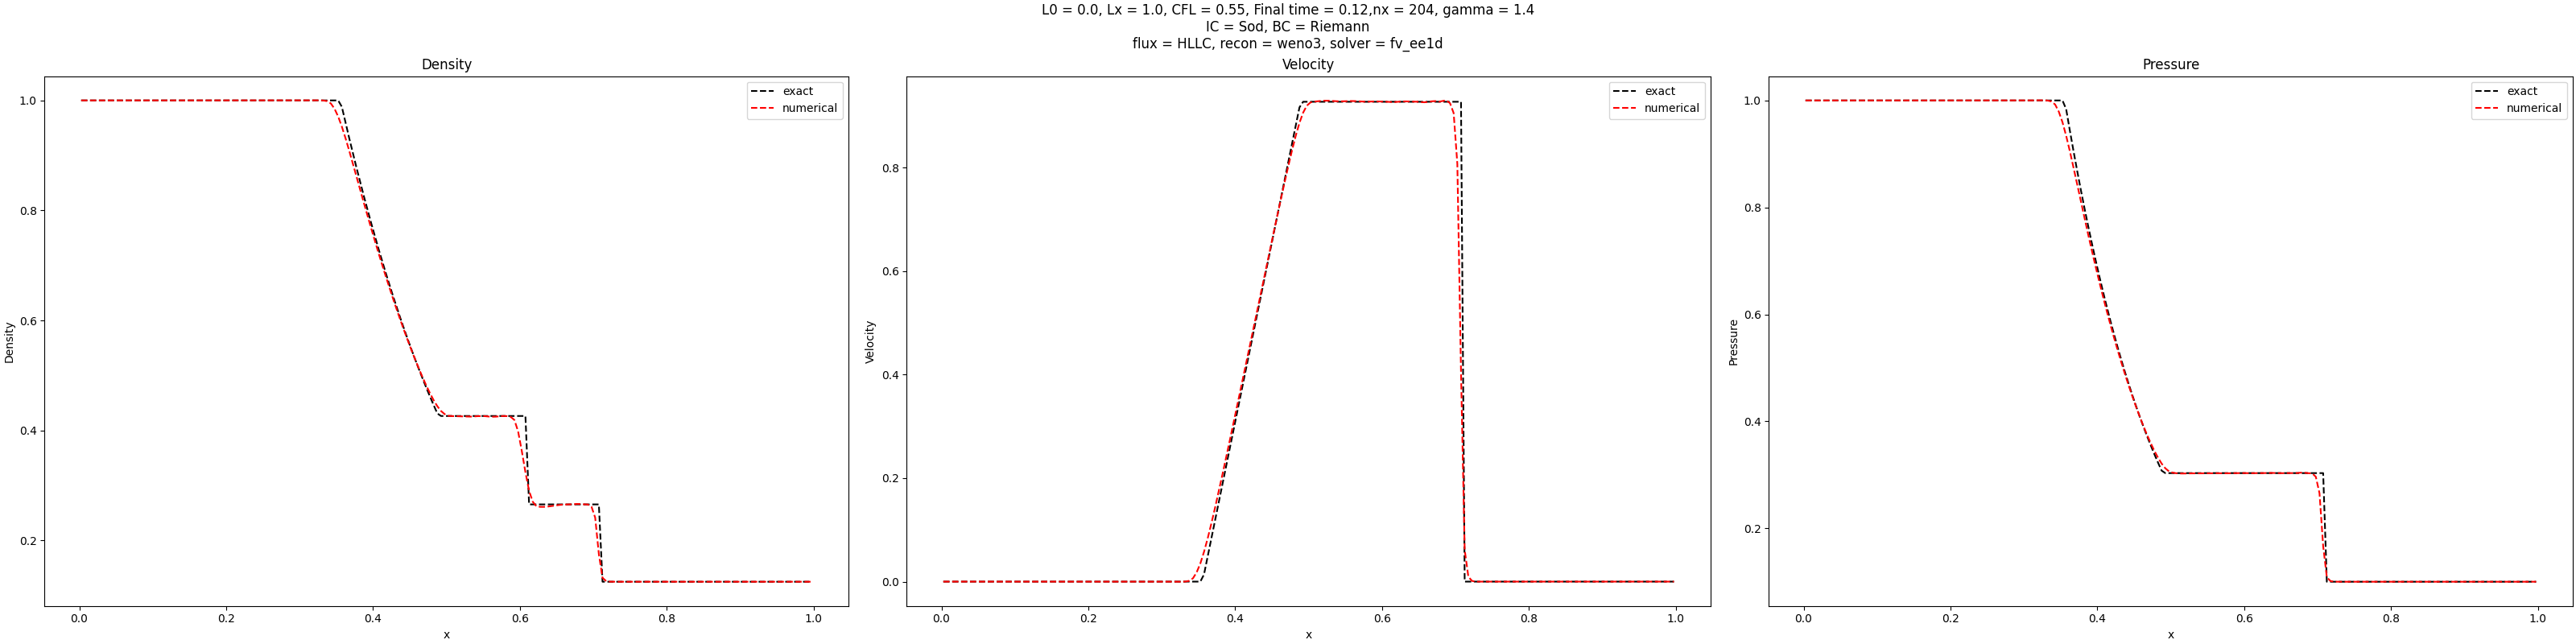 L0 = 0.0, Lx = 1.0, CFL = 0.55, Final time = 0.12,nx = 204, gamma = 1.4
IC = Sod, BC = Riemann
flux = HLLC, recon = weno3, solver = fv_ee1d
Density
exact
numerical
1.0
0.8
0.6
0.4
0.2
Density
0.0 0.2 0.4 0.6 0.8 1.0
x
Velocity
exact
numerical
0.8
0.6
0.4
0.2
0.0
Velocity
0.0 0.2 0.4 0.6 0.8 1.0
x
Pressure
exact
numerical
1.0
0.8
0.6
0.4
0.2
Pressure
0.0 0.2 0.4 0.6 0.8 1.0
x